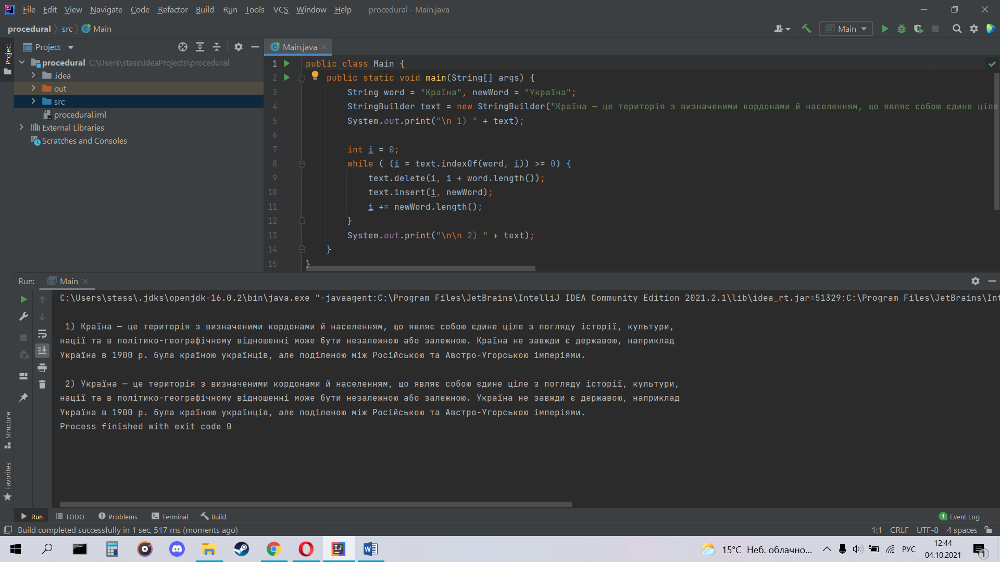 File Edit View Navigate Code Refactor Build Run Tools VCS Window Help procedural - Main.java
procedural src Main
Main
Project
Project
Main.java
procedural C:\Users\stass\IdeaProjects\procedural
.idea
out
src
procedural.iml
External Libraries
Scratches and Consoles
1 public class Main {
2 public static void main(String[] args) {
3 String word = "Країна", newWord = "Україна";
4 StringBuilder text = new StringBuilder("Країна — це територія з визначеними кордонами й населенням, що являє собою єдине ціле
5 System.out.print("\n 1) " + text);
6
7 int i = 0;
8 while ( (i = text.indexOf(word, i)) >= 0) {
9 text.delete(i, i + word.length());
10 text.insert(i, newWord);
11 i += newWord.length();
12 }
13 System.out.print("\n\n 2) " + text);
14 }
15 }
Run: Main
C:\Users\stass\.jdks\openjdk-16.0.2\bin\java.exe "-javaagent:C:\Program Files\JetBrains\IntelliJ IDEA Community Edition 2021.2.1\lib\idea_rt.jar=51329:C:\Program Files\JetBrains\Int
1) Країна — це територія з визначеними кордонами й населенням, що являє собою єдине ціле з погляду історії, культури,
нації та в політико-географічному відношенні може бути незалежною або залежною. Країна не завжди є державою, наприклад
Україна в 1900 р. була країною українців, але поділеною між Російською та Австро-Угорською імперіями.
2) Україна — це територія з визначеними кордонами й населенням, що являє собою єдине ціле з погляду історії, культури,
нації та в політико-географічному відношенні може бути незалежною або залежною. Україна не завжди є державою, наприклад
Україна в 1900 р. була країною українців, але поділеною між Російською та Австро-Угорською імперіями.
Process finished with exit code 0
Structure
Favorites
Run TODO Problems Terminal Build
1 Event Log
Build completed successfully in 1 sec, 517 ms (moments ago)
1:1 CRLF UTF-8 4 spaces
15°C Неб. облачно... РУС
12:44
04.10.2021
1